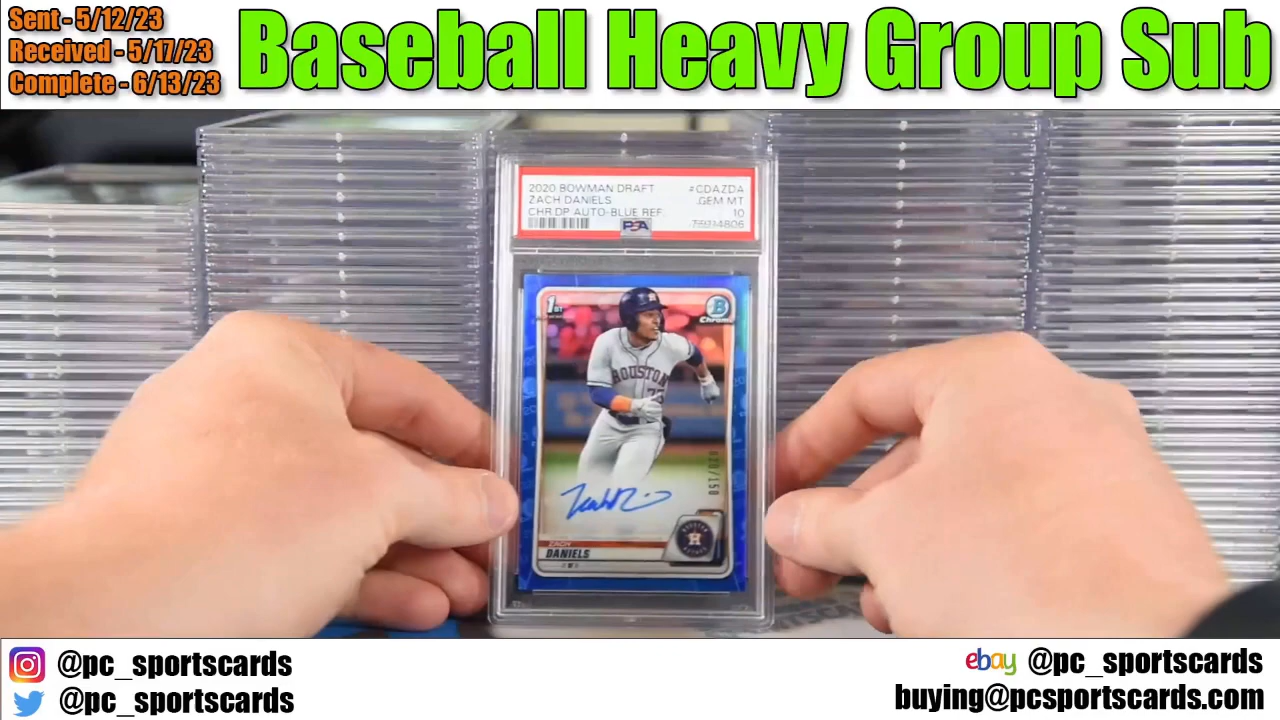 Sent - 5/12/23
Received - 5/17/23
Complete - 6/13/23
Baseball Heavy Group Sub
2020 BOWMAN DRAFT #CDAZDA
ZACH DANIELS GEM MT
CHR.DP AUTO-BLUE REF. 10
PSA
1ST
B
Chrome
HOUSTON
ZACH
DANIELS
@pc_sportscards
@pc_sportscards
ebay @pc_sportscards
buying@pcsportscards.com